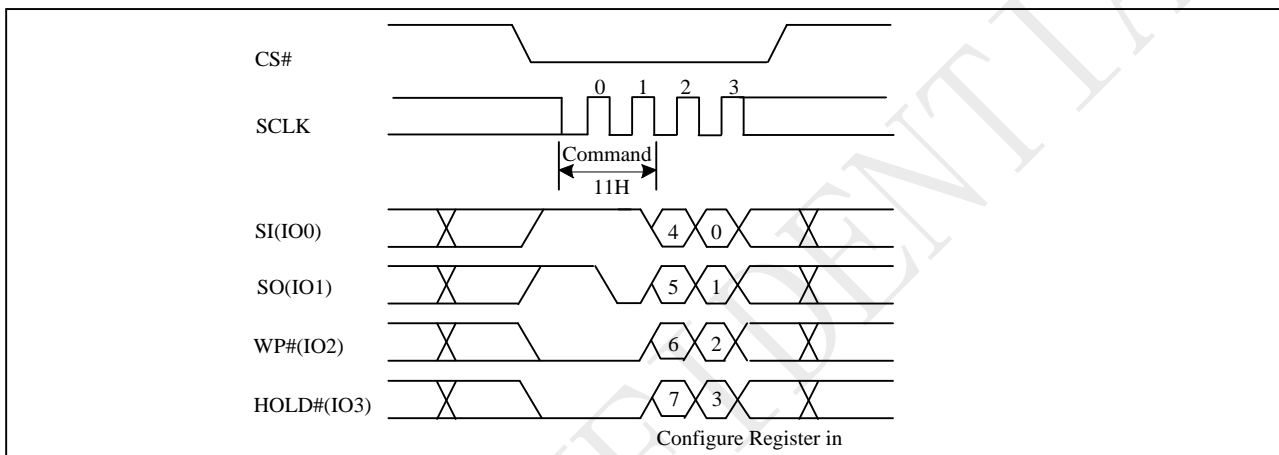 CS#
0 1 2 3
SCLK
Command
11H
SI(IO0) 4 0
SO(IO1) 5 1
WP#(IO2) 6 2
HOLD#(IO3) 7 3
Configure Register in